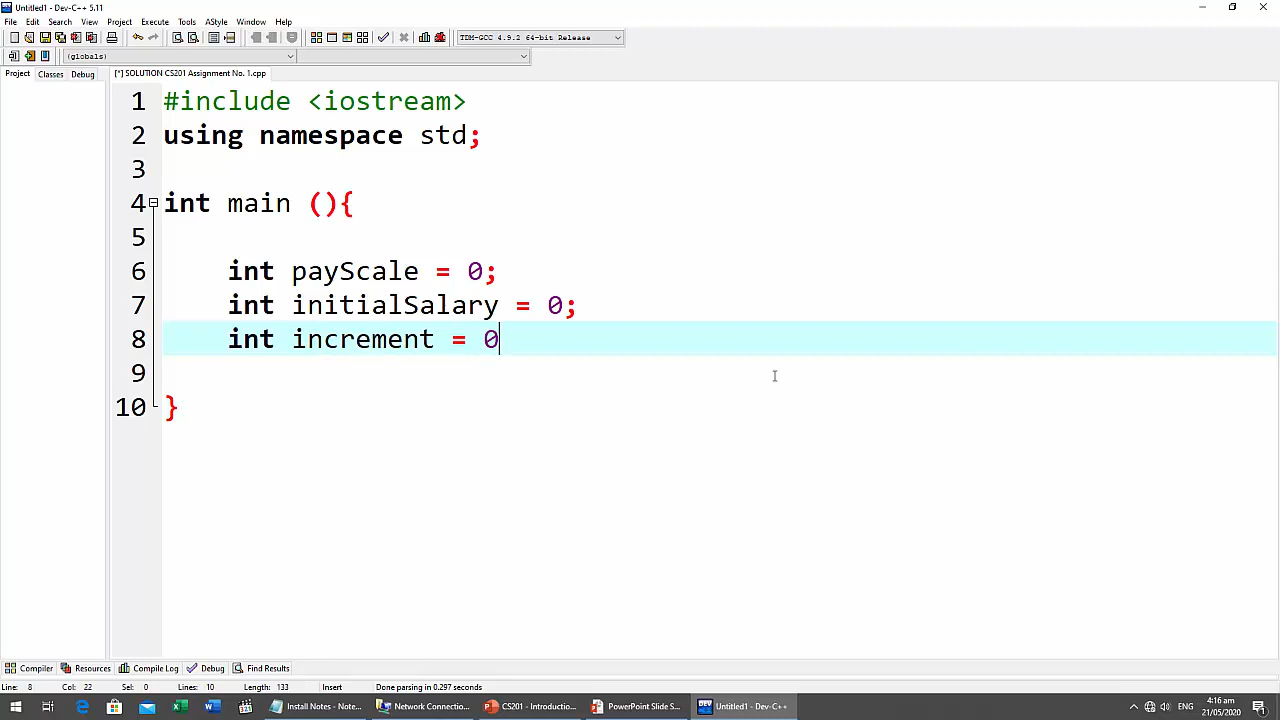 Untitled1 - Dev-C++ 5.11
File Edit Search View Project Execute Tools AStyle Window Help
TDM-GCC 4.9.2 64-bit Release
(globals)
Project Classes Debug [*] SOLUTION CS201 Assignment No. 1.cpp
1 #include <iostream>
2 using namespace std;
3
4 int main (){
5
6 int payScale = 0;
7 int initialSalary = 0;
8 int increment = 0
9
10 }
Compiler Resources Compile Log Debug Find Results
Line: 8 Col: 22 Sel: 0 Lines: 10 Length: 133 Insert Done parsing in 0.297 seconds
Install Notes - Note... Network Connectio... CS201 - Introductio... PowerPoint Slide S... Untitled1 - Dev-C++ ENG 4:16 am
21/05/2020